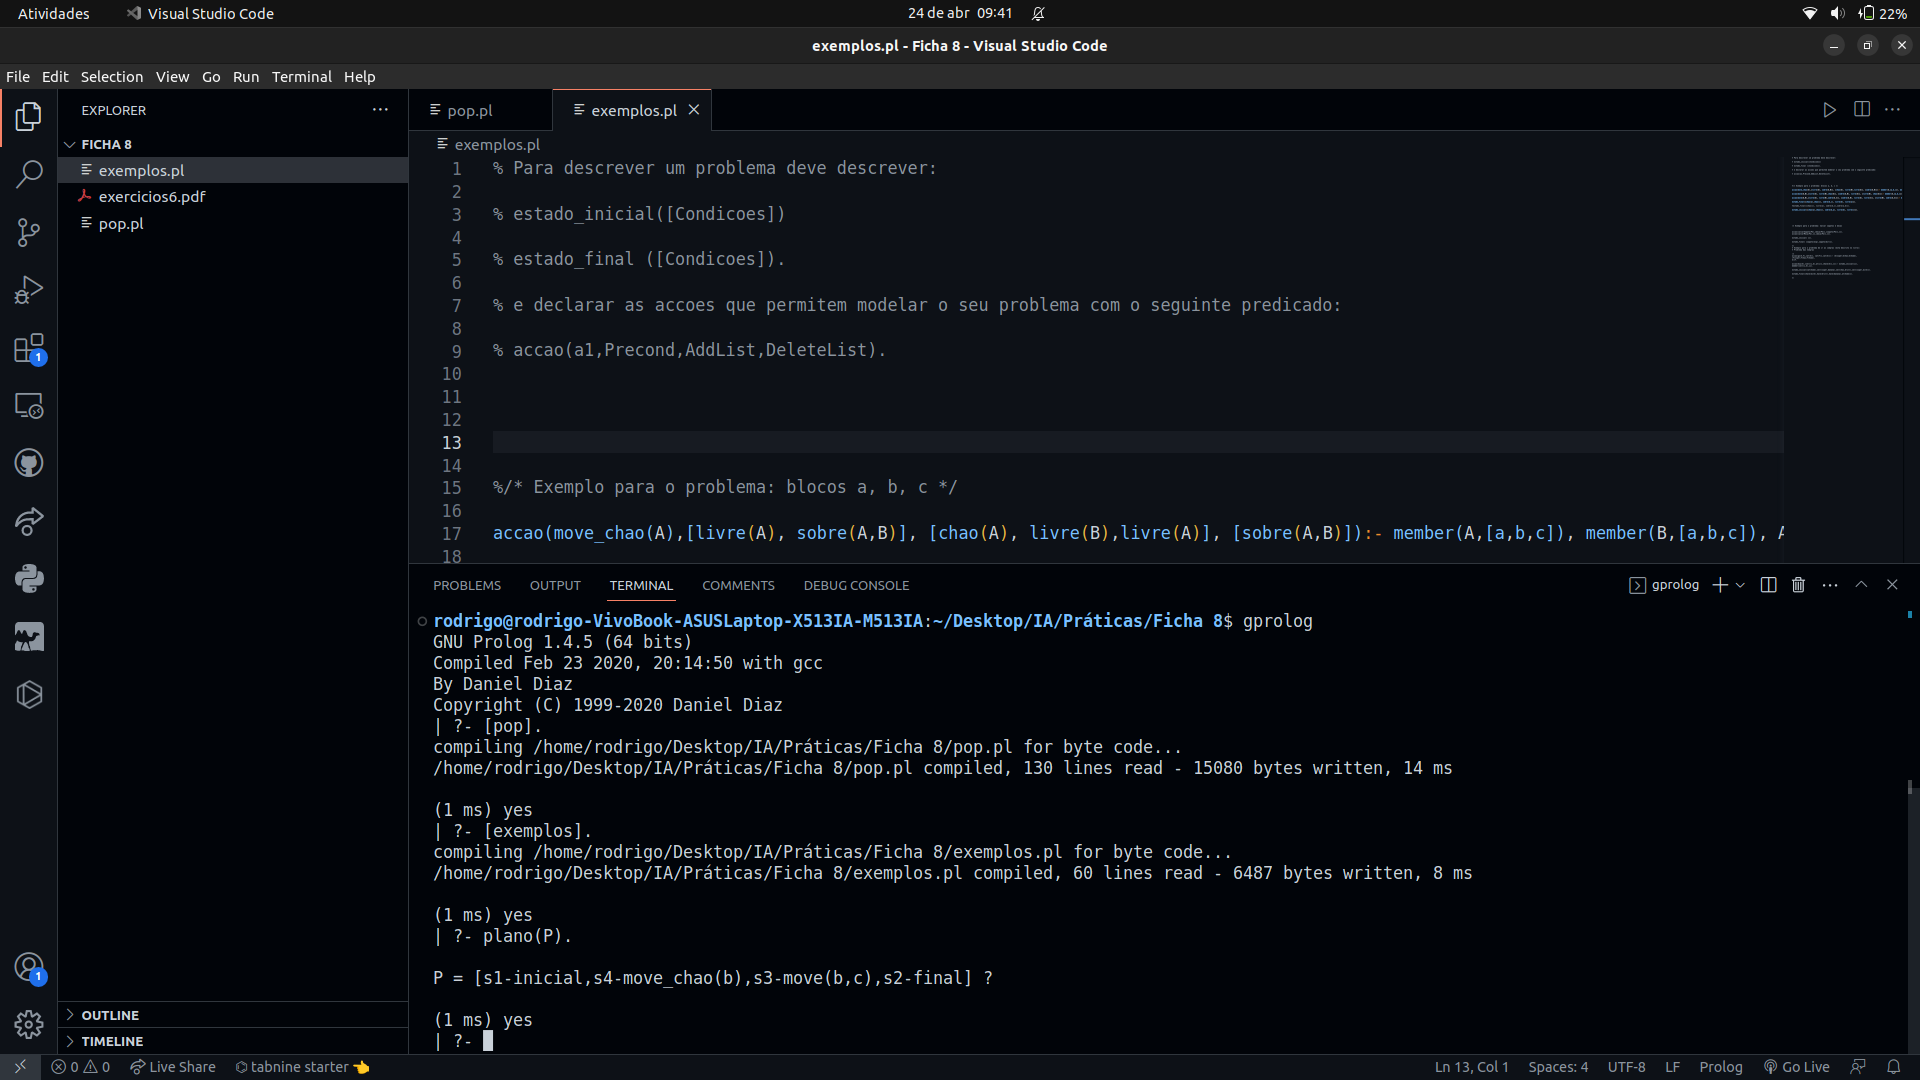 Atividades
Visual Studio Code
24 de abr 09:41
22%
exemplos.pl - Ficha 8 - Visual Studio Code
File Edit Selection View Go Run Terminal Help
EXPLORER
FICHA 8
exemplos.pl
exercicios6.pdf
pop.pl
OUTLINE
TIMELINE
1
1
pop.pl
exemplos.pl
exemplos.pl
1 % Para descrever um problema deve descrever:
2
3 % estado_inicial([Condicoes])
4
5 % estado_final ([Condicoes]).
6
7 % e declarar as accoes que permitem modelar o seu problema com o seguinte predicado:
8
9 % accao(a1,Precond,AddList,DeleteList).
10
11
12
13
14
15 %/* Exemplo para o problema: blocos a, b, c */
16
17 accao(move_chao(A),[livre(A), sobre(A,B)], [chao(A), livre(B),livre(A)], [sobre(A,B)]):- member(A,[a,b,c]), member(B,[a,b,c]),
18
PROBLEMS OUTPUT TERMINAL COMMENTS DEBUG CONSOLE
gprolog
rodrigo@rodrigo-VivoBook-ASUSLaptop-X513IA-M513IA:~/Desktop/IA/Práticas/Ficha 8$ gprolog
GNU Prolog 1.4.5 (64 bits)
Compiled Feb 23 2020, 20:14:50 with gcc
By Daniel Diaz
Copyright (C) 1999-2020 Daniel Diaz
| ?- [pop].
compiling /home/rodrigo/Desktop/IA/Práticas/Ficha 8/pop.pl for byte code...
/home/rodrigo/Desktop/IA/Práticas/Ficha 8/pop.pl compiled, 130 lines read - 15080 bytes written, 14 ms
(1 ms) yes
| ?- [exemplos].
compiling /home/rodrigo/Desktop/IA/Práticas/Ficha 8/exemplos.pl for byte code...
/home/rodrigo/Desktop/IA/Práticas/Ficha 8/exemplos.pl compiled, 60 lines read - 6487 bytes written, 8 ms
(1 ms) yes
| ?- plano(P).
P = [s1-inicial,s4-move_chao(b),s3-move(b,c),s2-final] ?
(1 ms) yes
| ?-
0 0
Live Share
tabnine starter
Ln 13, Col 1
Spaces: 4
UTF-8
LF
Prolog
Go Live